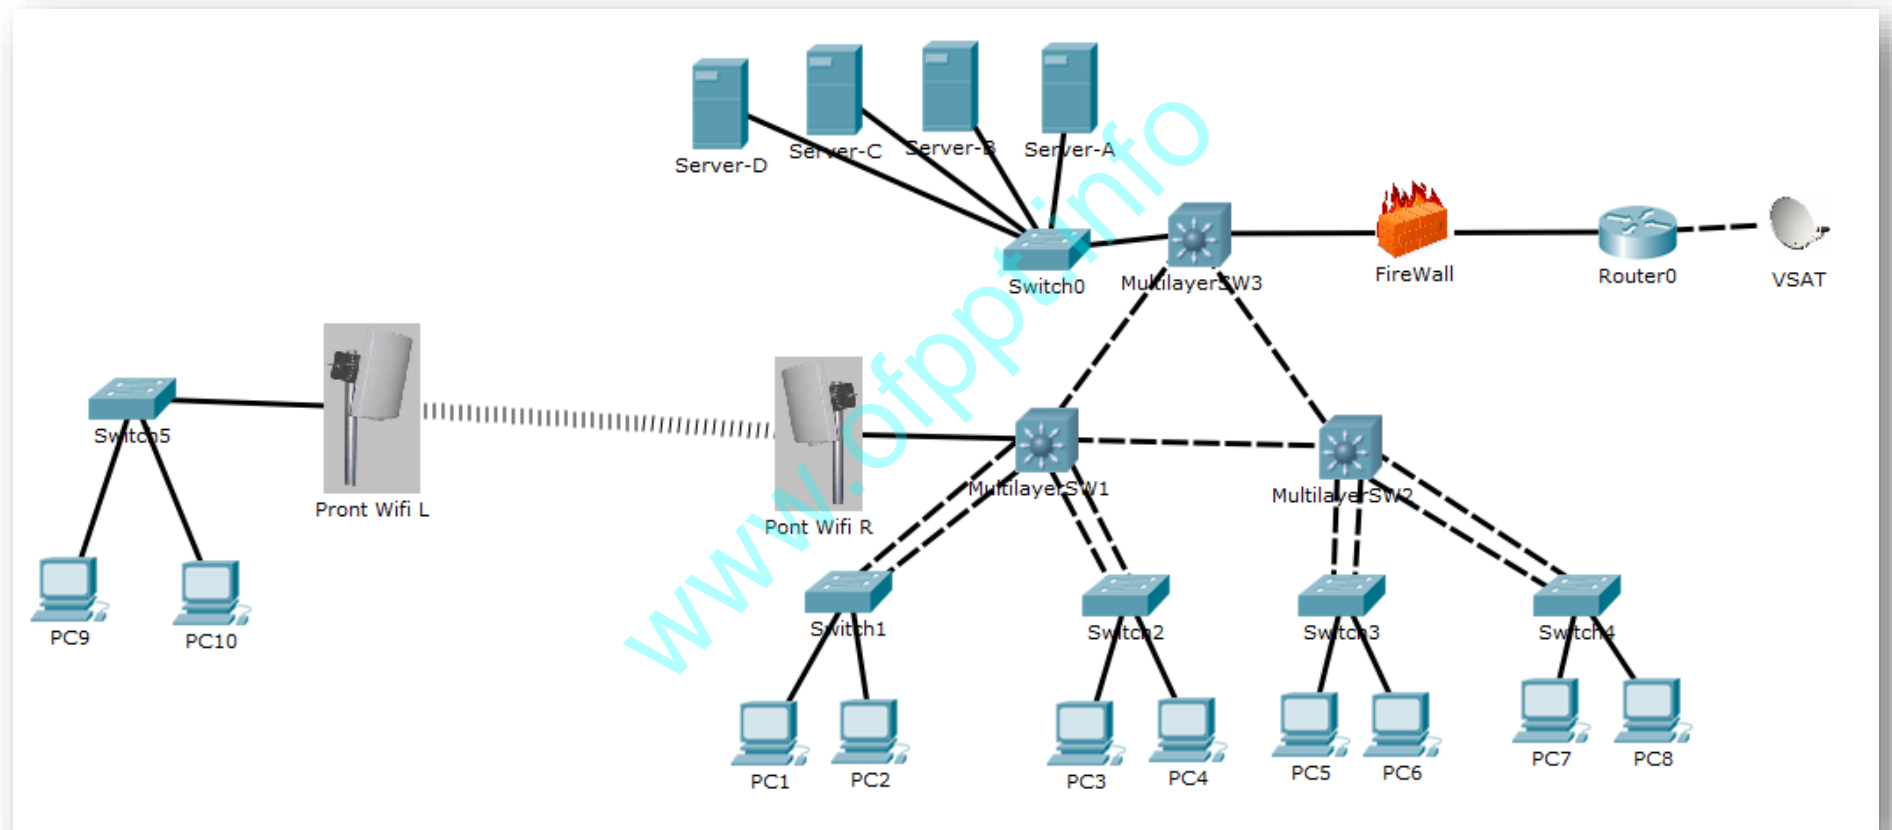 Server-D
Server-C
Server-B
Server-A
Switch0
MultilayerSW3
FireWall
Router0
VSAT
Switch5
Pront Wifi L
Pont Wifi R
MultilayerSW1
MultilayerSW2
PC9
PC10
Switch1
Switch2
Switch3
Switch4
PC1
PC2
PC3
PC4
PC5
PC6
PC7
PC8
www.ofppt.info